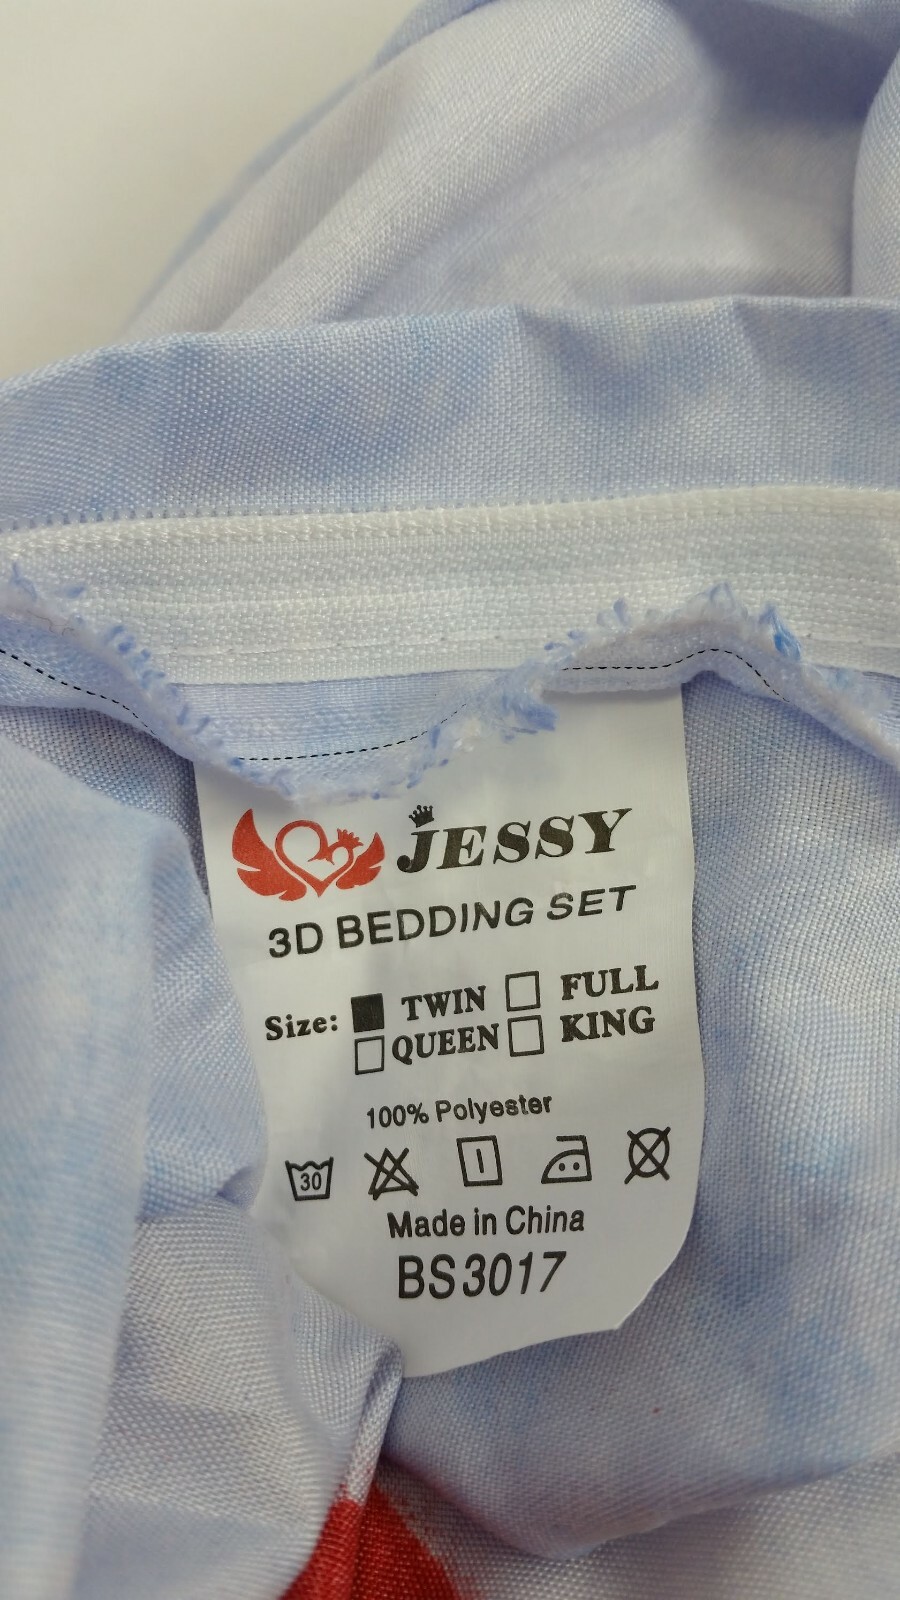 JESSY
3D BEDDING SET
Size: TWIN FULL
QUEEN KING
100% Polyester
30
Made in China
BS3017